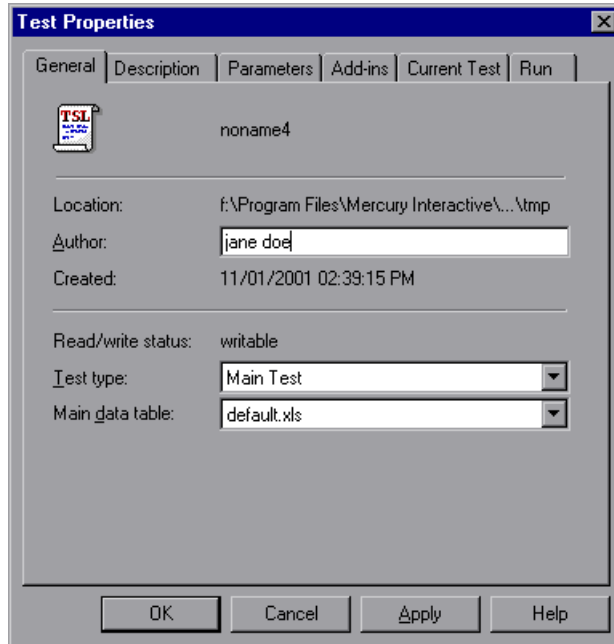 Test Properties
General Description Parameters Add-ins Current Test Run
TSL
noname4
Location: f:\Program Files\Mercury Interactive\...\tmp
Author: jane doe
Created: 11/01/2001 02:39:15 PM
Read/write status: writable
Test type: Main Test
Main data table: default.xls
OK Cancel Apply Help